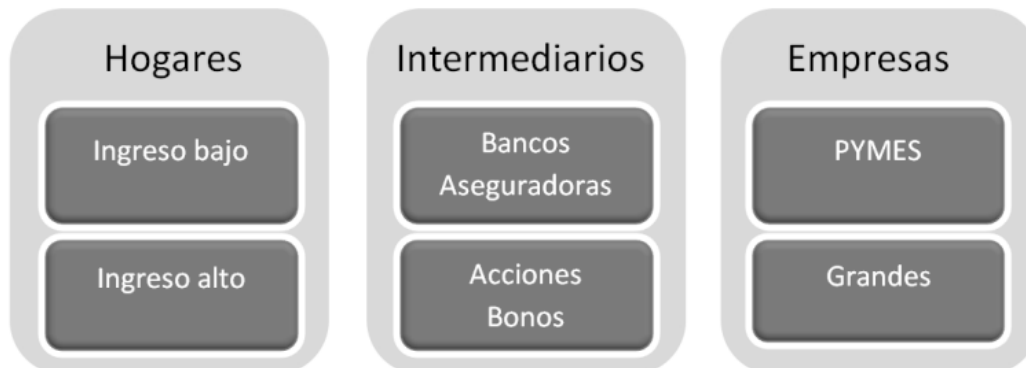 Hogares
Ingreso bajo
Ingreso alto
Intermediarios
Bancos
Aseguradoras
Acciones
Bonos
Empresas
PYMES
Grandes